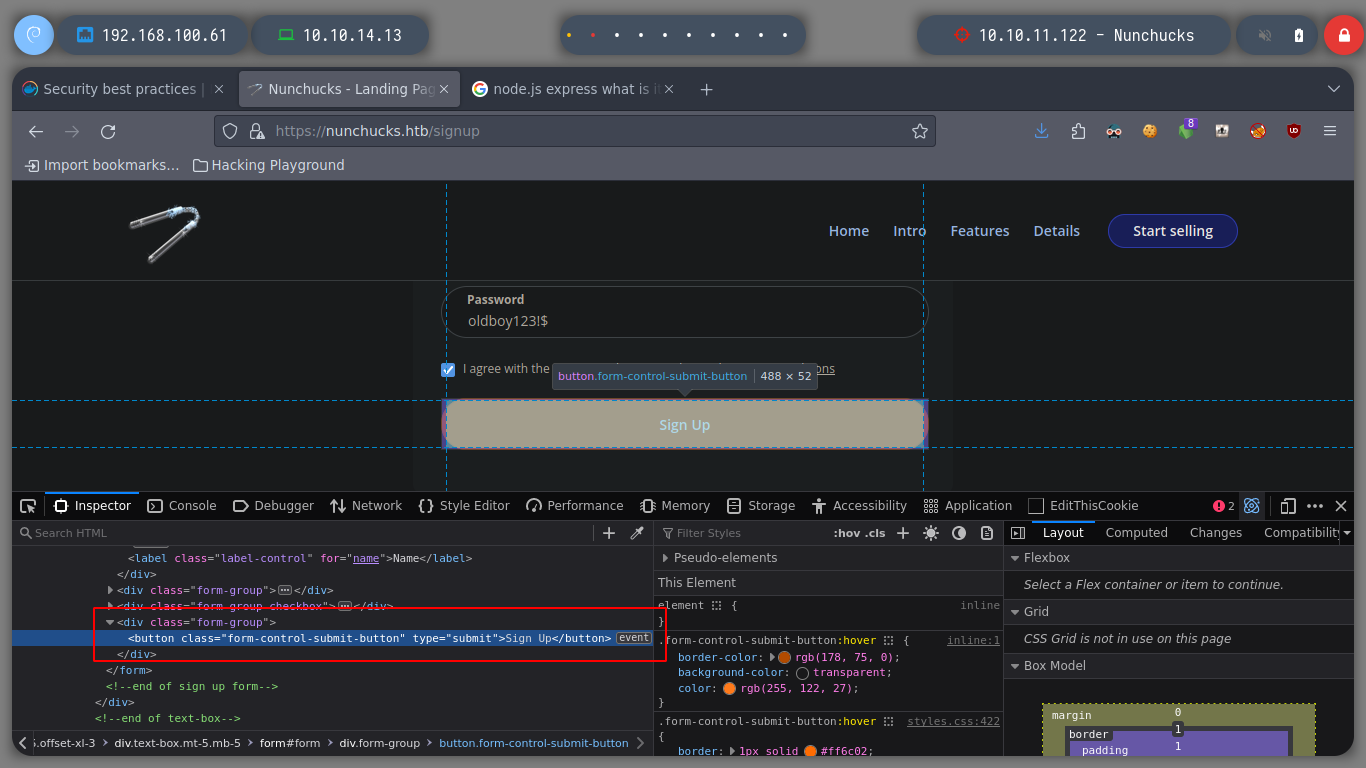 192.168.100.61
10.10.14.13
10.10.11.122 - Nunchucks
Security best practices |
Nunchucks - Landing Pag
node.js express what is i
https://nunchucks.htb/signup
8
Import bookmarks...
Hacking Playground
Home
Intro
Features
Details
Start selling
Password
oldboy123!$
I agree with the
button.form-control-submit-button
488 × 52
Sign Up
Inspector
Console
Debugger
Network
Style Editor
Performance
Memory
Storage
Accessibility
Application
EditThisCookie
2
Search HTML
Filter Styles
:hov .cls
Layout
Computed
Changes
Compatibility
<label class="label-control" for="name">Name</label>
</div>
<div class="form-group"></div>
<div class="form-group checkbox"></div>
<div class="form-group">
<button class="form-control-submit-button" type="submit">Sign Up</button> event
</div>
</form>
<!--end of sign up form-->
</div>
<!--end of text-box-->
.offset-xl-3 > div.text-box.mt-5.mb-5 > form#form > div.form-group > button.form-control-submit-button
Pseudo-elements
This Element
element { inline
}
.form-control-submit-button:hover { inline:1
border-color: rgb(178, 75, 0);
background-color: transparent;
color: rgb(255, 122, 27);
}
.form-control-submit-button:hover styles.css:422
{
border: 1px solid #ff6c02;
Flexbox
Select a Flex container or item to continue.
Grid
CSS Grid is not in use on this page
Box Model
margin
0
border
1
padding
1